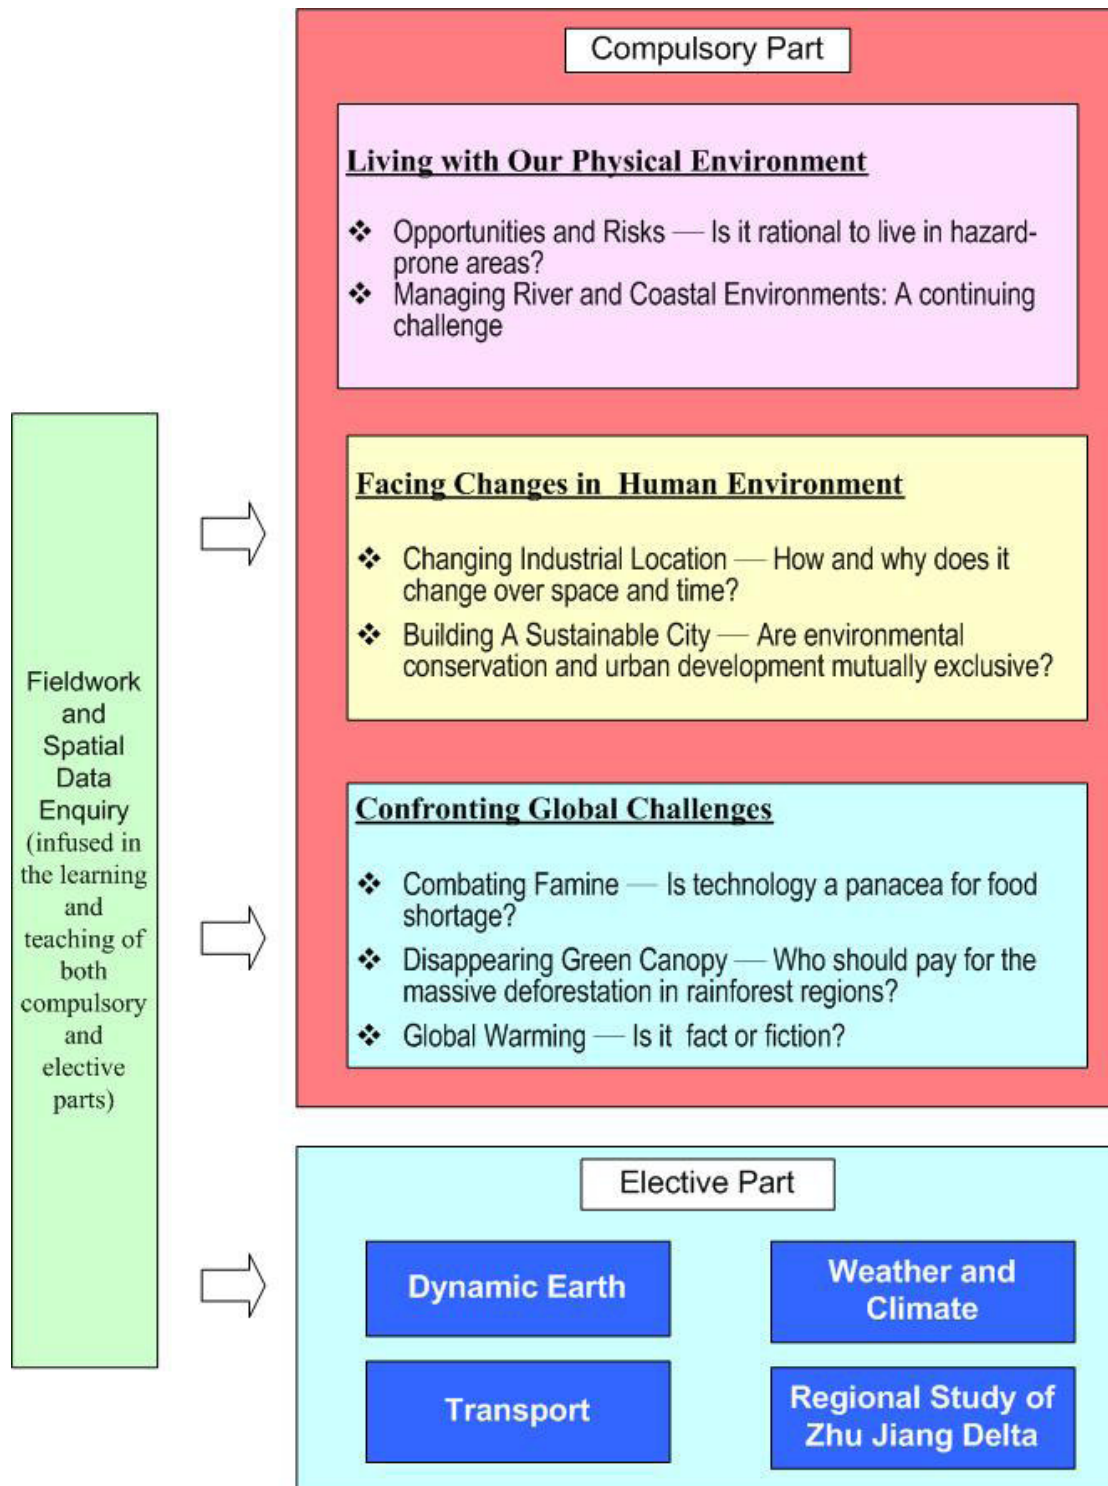 Compulsory Part
Living with Our Physical Environment
❖ Opportunities and Risks — Is it rational to live in hazard-
prone areas?
❖ Managing River and Coastal Environments: A continuing
challenge
Facing Changes in Human Environment
❖ Changing Industrial Location — How and why does it
change over space and time?
❖ Building A Sustainable City — Are environmental
conservation and urban development mutually exclusive?
Confronting Global Challenges
❖ Combating Famine — Is technology a panacea for food
shortage?
❖ Disappearing Green Canopy — Who should pay for the
massive deforestation in rainforest regions?
❖ Global Warming — Is it fact or fiction?
Fieldwork
and
Spatial
Data
Enquiry
(infused in
the learning
and
teaching of
both
compulsory
and
elective
parts)
Elective Part
Dynamic Earth
Weather and
Climate
Transport
Regional Study of
Zhu Jiang Delta